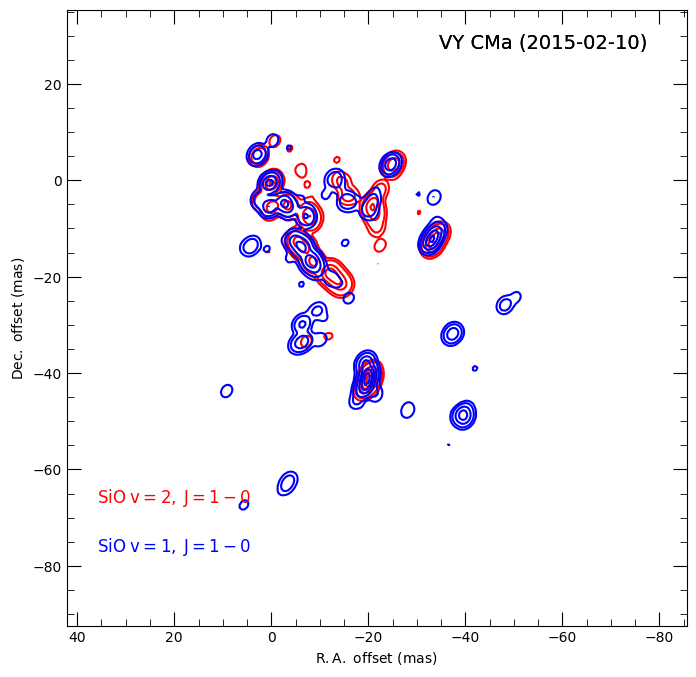 VY CMa (2015-02-10)
20
0
−20
−40
−60
−80
Dec. offset (mas)
SiO v = 2, J = 1 − 0
SiO v = 1, J = 1 − 0
40 20 0 −20 −40 −60 −80
R.A. offset (mas)